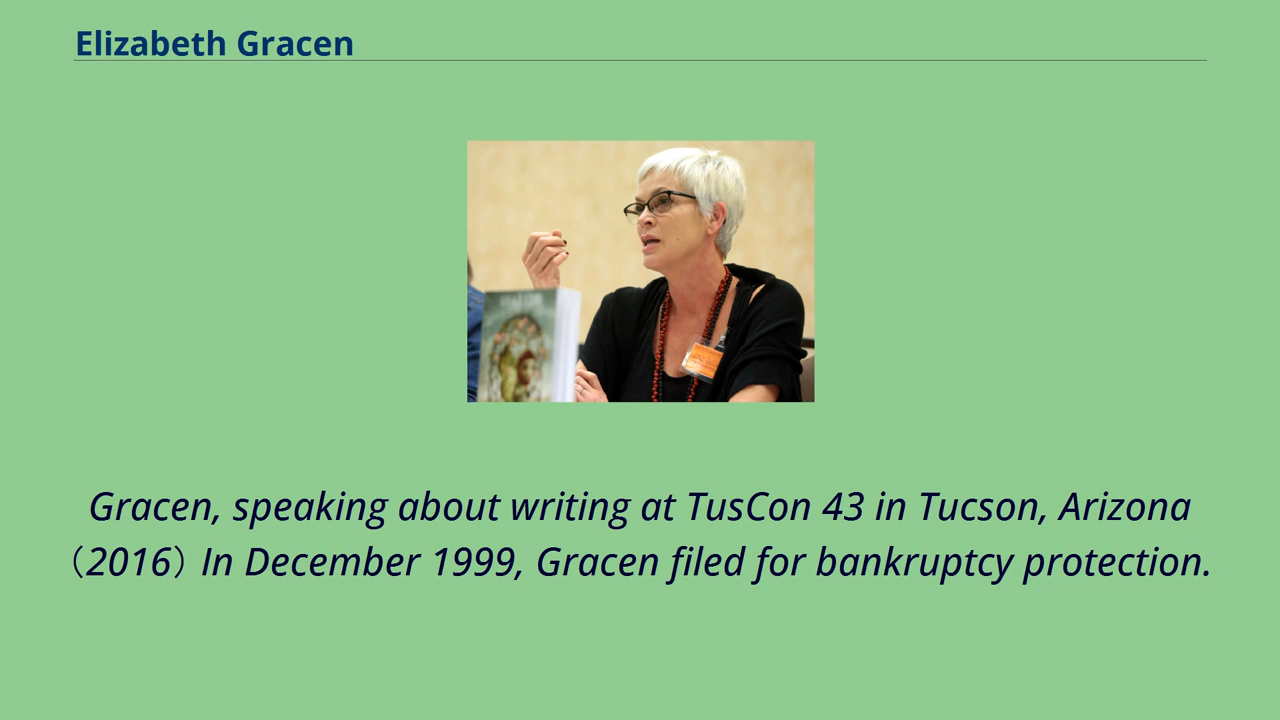 Elizabeth Gracen
Gracen, speaking about writing at TusCon 43 in Tucson, Arizona
（2016） In December 1999, Gracen filed for bankruptcy protection.